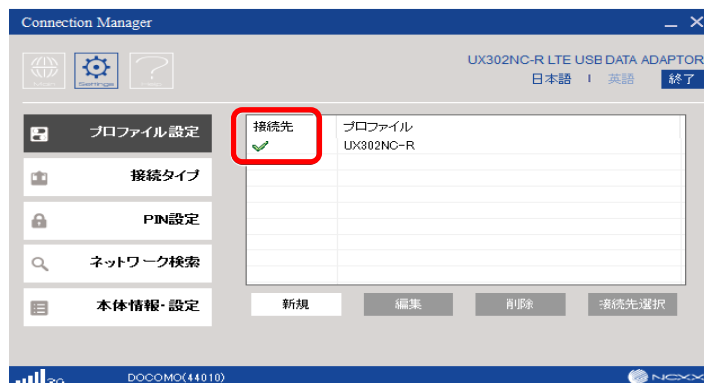 Connection Manager
UX302NC-R LTE USB DATA ADAPTOR
日本語 | 英語 終了
Settings
プロファイル設定
接続タイプ
PIN設定
ネットワーク検索
本体情報・設定
接続先 プロファイル
UX302NC-R
新規 編集 削除 接続先選択
3G DOCOMO(44010)
NCXX